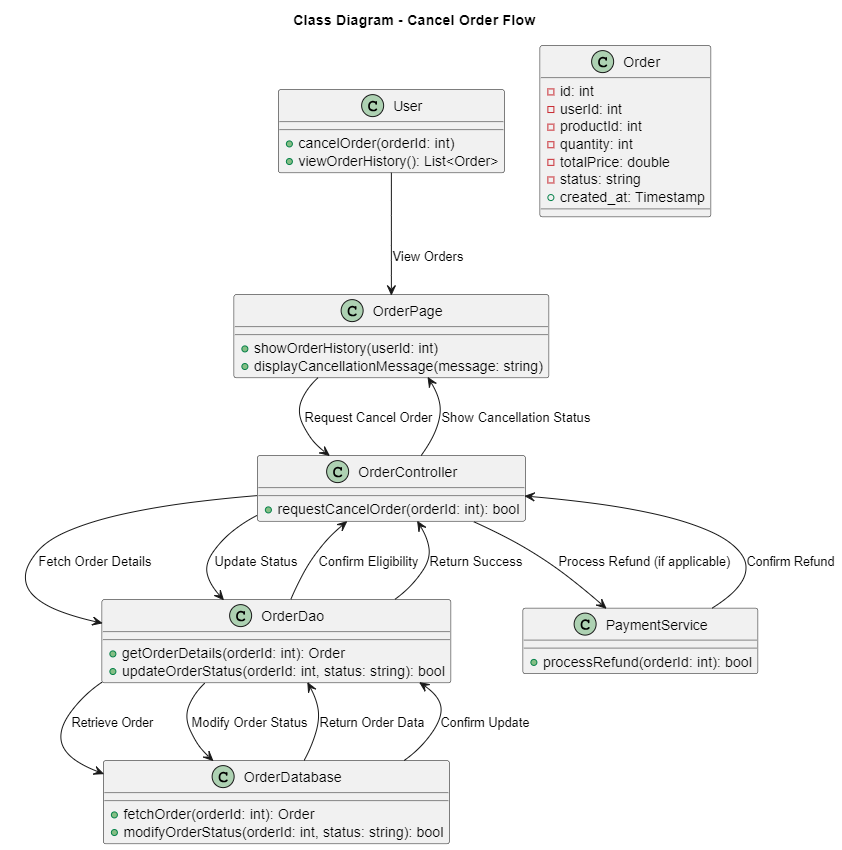 Class Diagram - Cancel Order Flow
C Order
id: int
userId: int
productId: int
quantity: int
totalPrice: double
status: string
created_at: Timestamp
C User
cancelOrder(orderId: int)
viewOrderHistory(): List<Order>
View Orders
C OrderPage
showOrderHistory(userId: int)
displayCancellationMessage(message: string)
Request Cancel Order
Show Cancellation Status
C OrderController
requestCancelOrder(orderId: int): bool
Fetch Order Details
Update Status
Confirm Eligibility
Return Success
Process Refund (if applicable)
Confirm Refund
C OrderDao
getOrderDetails(orderId: int): Order
updateOrderStatus(orderId: int, status: string): bool
C PaymentService
processRefund(orderId: int): bool
Retrieve Order
Modify Order Status
Return Order Data
Confirm Update
C OrderDatabase
fetchOrder(orderId: int): Order
modifyOrderStatus(orderId: int, status: string): bool